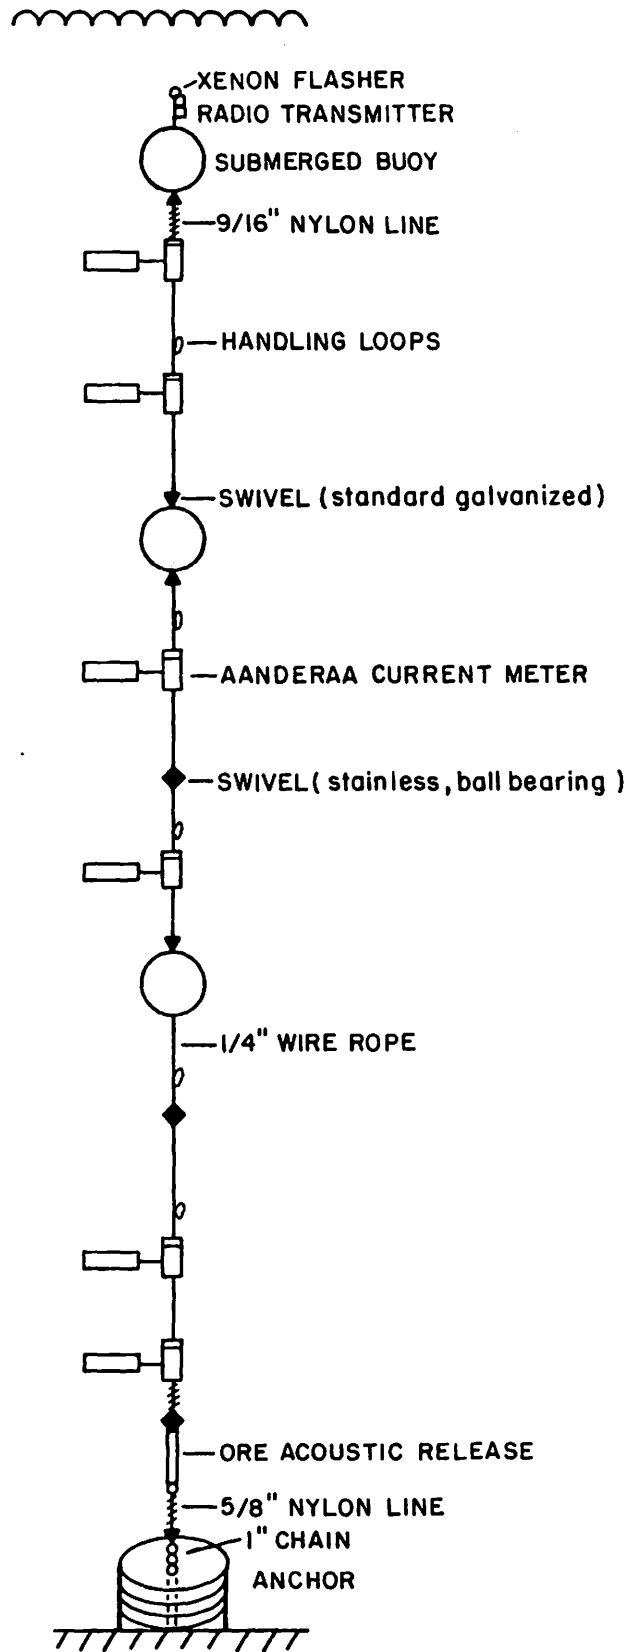 XENON FLASHER
RADIO TRANSMITTER
SUBMERGED BUOY
9/16" NYLON LINE
HANDLING LOOPS
SWIVEL (standard galvanized)
AANDERAA CURRENT METER
SWIVEL (stainless, ball bearing)
1/4" WIRE ROPE
ORE ACOUSTIC RELEASE
5/8" NYLON LINE
1" CHAIN
ANCHOR